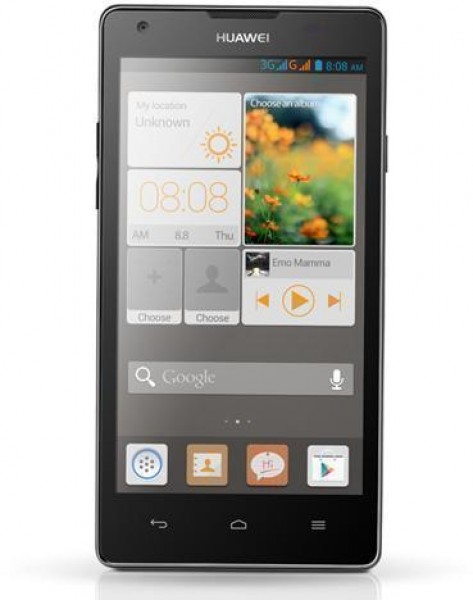 HUAWEI
3G G 8:08 AM
My location
Unknown
Choose an album
08:08
AM 8.8 Thu
Emo Mamma
Choose Choose
Google
Hi